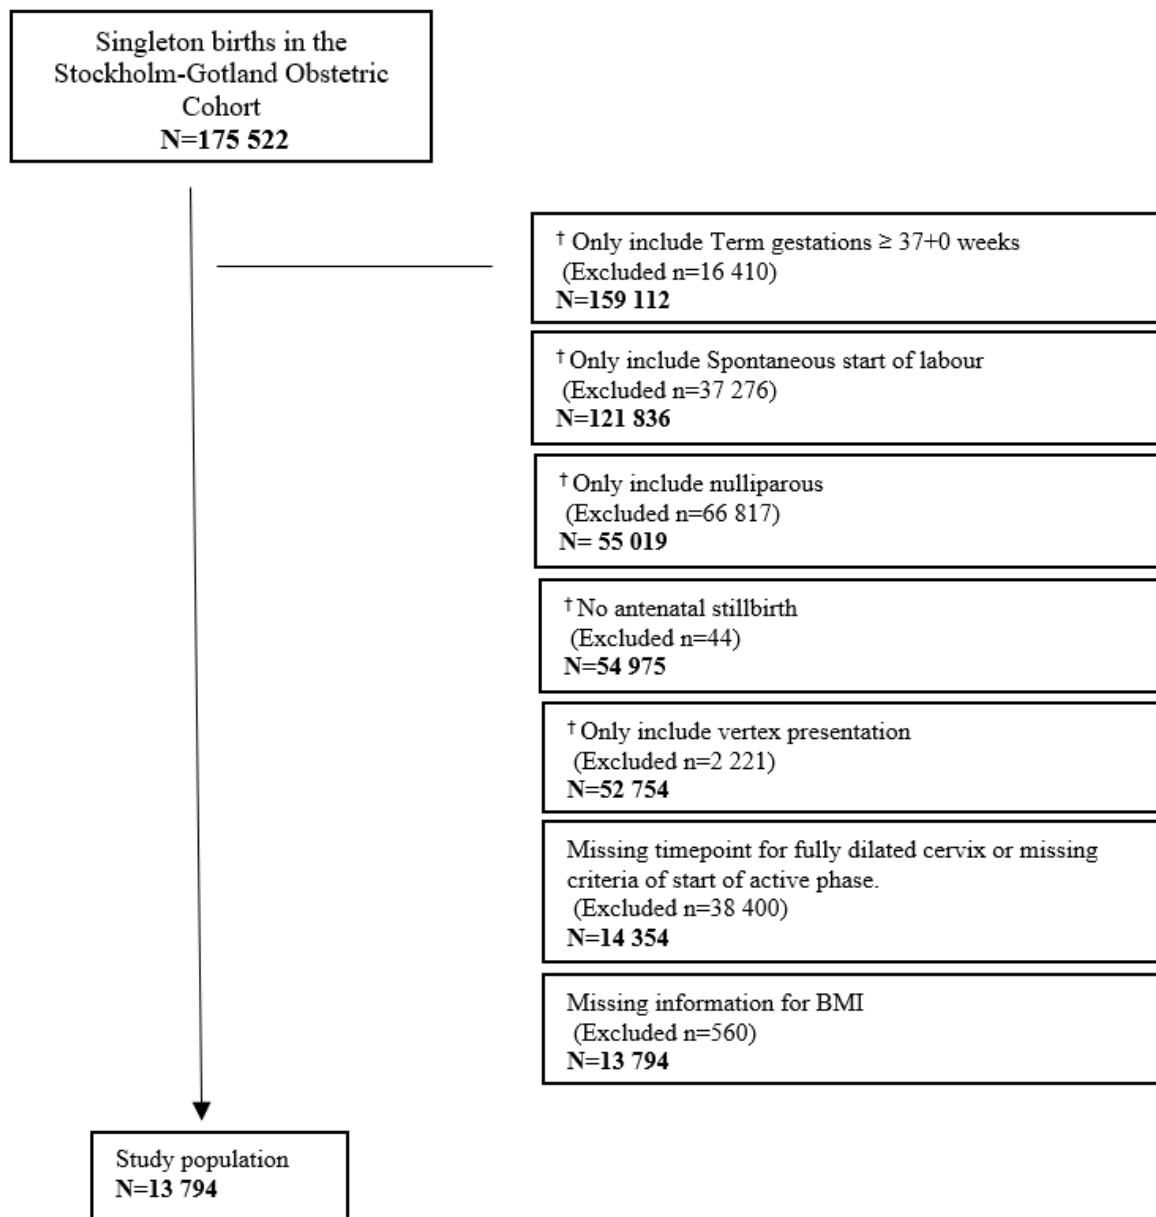 Singleton births in the
Stockholm-Gotland Obstetric
Cohort
N=175 522
† Only include Term gestations ≥ 37+0 weeks
(Excluded n=16 410)
N=159 112
† Only include Spontaneous start of labour
(Excluded n=37 276)
N=121 836
† Only include nulliparous
(Excluded n=66 817)
N= 55 019
† No antenatal stillbirth
(Excluded n=44)
N=54 975
† Only include vertex presentation
(Excluded n=2 221)
N=52 754
Missing timepoint for fully dilated cervix or missing
criteria of start of active phase.
(Excluded n=38 400)
N=14 354
Missing information for BMI
(Excluded n=560)
N=13 794
Study population
N=13 794